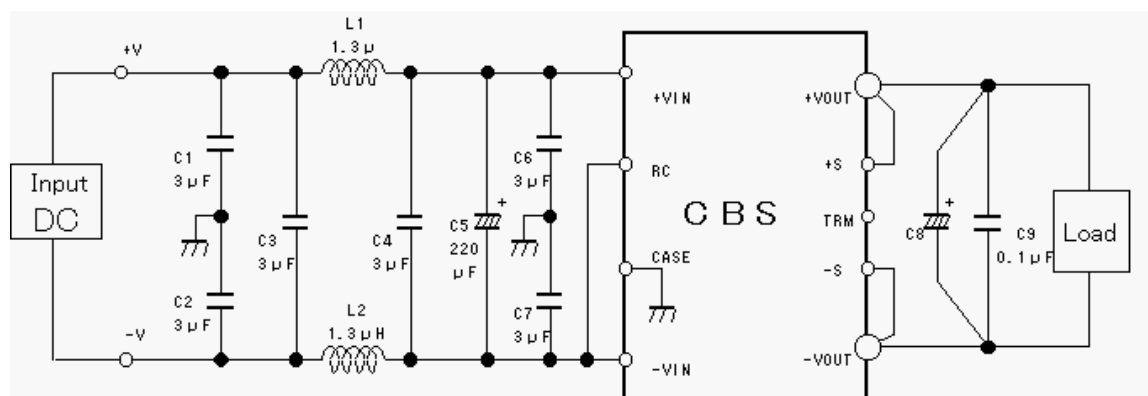 L1
1.3μ
+V
C1
3μF
C2
3μF
Input
DC
C3
3μF
C4
3μF
C5
220
μF
C6
3μF
C7
3μF
-V
L2
1.3μH
+VIN
RC
CASE
-VIN
CBS
+VOUT
+S
TRM
-S
-VOUT
+
+
C8
C9
0.1μF
Load